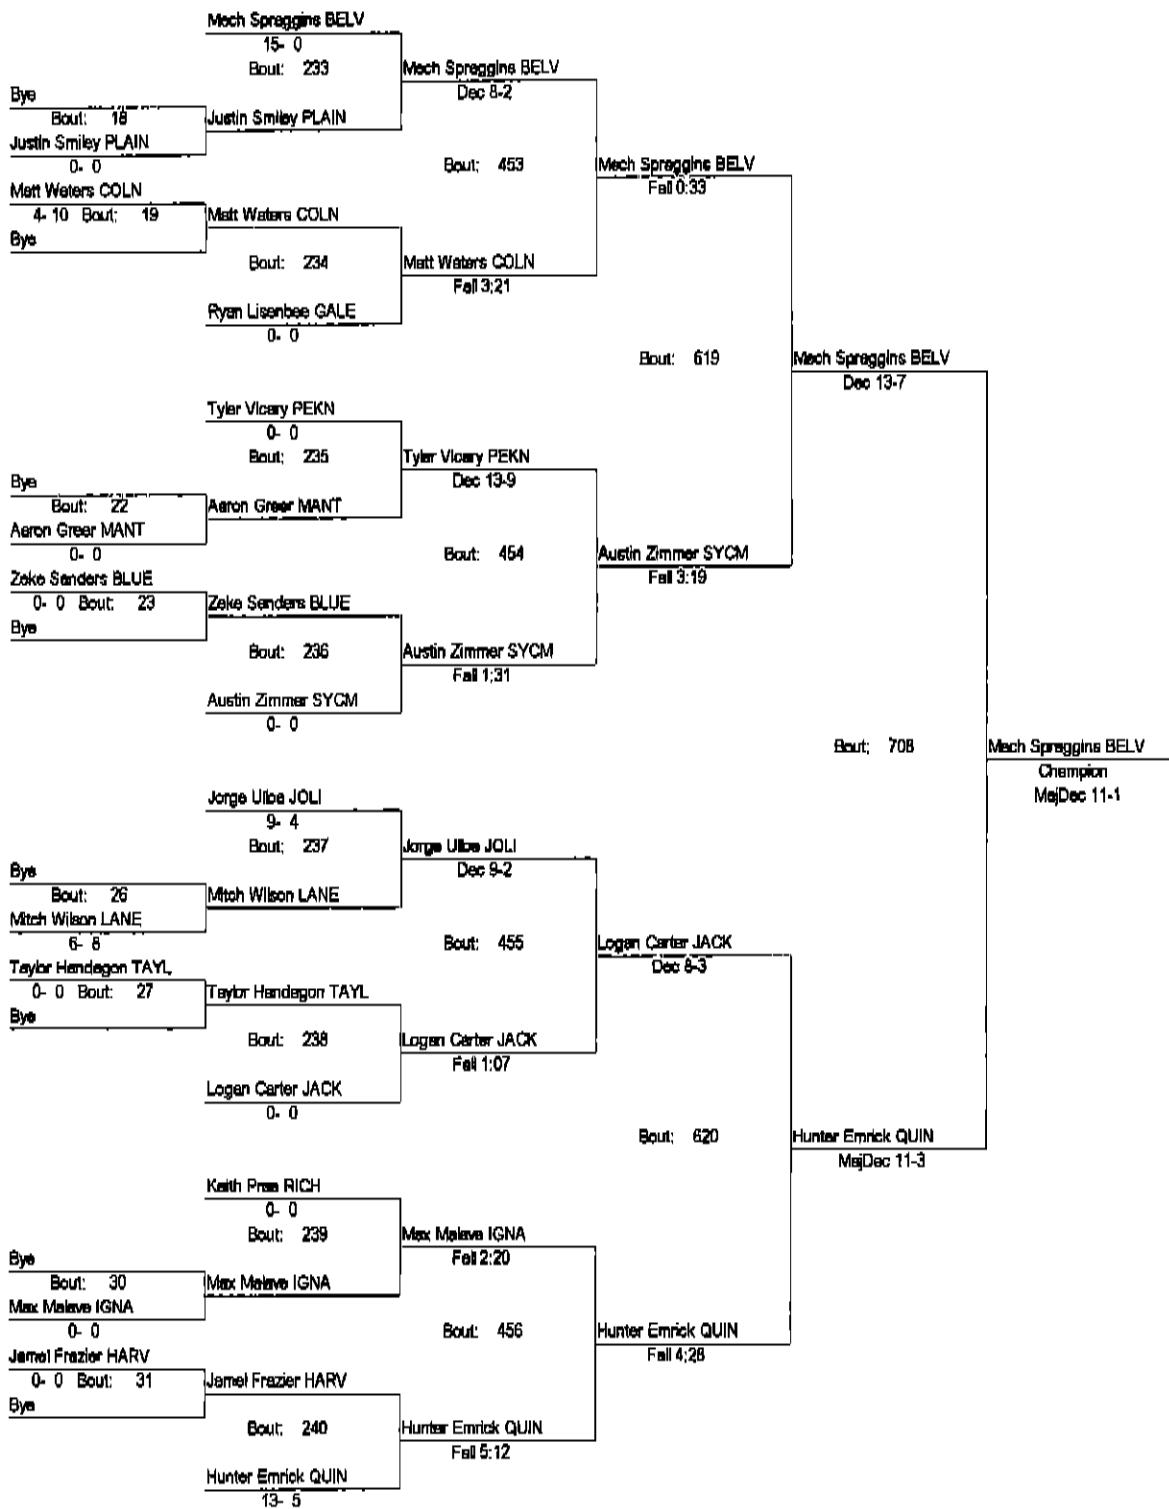 Mech Spraggins BELV
15- 0
Bout: 233
Mech Spraggins BELV
Dec 8-2
Bye
Bout: 18
Justin Smiley PLAIN
Justin Smiley PLAIN
0- 0
Bout: 453
Mech Spraggins BELV
Fall 0:33
Matt Waters COLN
4- 10 Bout: 19
Matt Waters COLN
Bye
Bout: 234
Matt Waters COLN
Fall 3:21
Ryan Lisenbee GALE
0- 0
Bout: 619
Mech Spraggins BELV
Dec 13-7
Tyler Vicary PEKN
0- 0
Bout: 235
Tyler Vicary PEKN
Dec 13-9
Bye
Bout: 22
Aaron Greer MANT
Aaron Greer MANT
0- 0
Bout: 454
Austin Zimmer SYCM
Fall 3:19
Zeke Sanders BLUE
0- 0 Bout: 23
Zeke Sanders BLUE
Bye
Bout: 236
Austin Zimmer SYCM
Fall 1:31
Austin Zimmer SYCM
0- 0
Bout: 708
Mech Spraggins BELV
Champion
MajDec 11-1
Jorge Ulloa JOLI
9- 4
Bout: 237
Jorge Ulloa JOLI
Dec 9-2
Bye
Bout: 26
Mitch Wilson LANE
Mitch Wilson LANE
6- 8
Bout: 455
Logan Carter JACK
Dec 8-3
Taylor Handagon TAYL
0- 0 Bout: 27
Taylor Handagon TAYL
Bye
Bout: 238
Logan Carter JACK
Fall 1:07
Logan Carter JACK
0- 0
Bout: 620
Hunter Emrick QUIN
MajDec 11-3
Keith Prae RICH
0- 0
Bout: 239
Max Malave IGNA
Fall 2:20
Bye
Bout: 30
Max Malave IGNA
Max Malave IGNA
0- 0
Bout: 456
Hunter Emrick QUIN
Fall 4:28
Jamel Frazier HARV
0- 0 Bout: 31
Jamel Frazier HARV
Bye
Bout: 240
Hunter Emrick QUIN
Fall 5:12
Hunter Emrick QUIN
13- 5